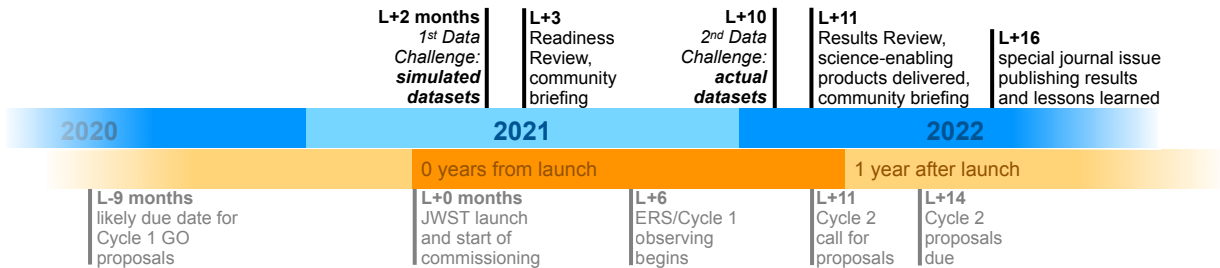 L+2 months
1st Data
Challenge:
simulated
datasets
L+3
Readiness
Review,
community
briefing
L+10
2nd Data
Challenge:
actual
datasets
L+11
Results Review,
science-enabling
products delivered,
community briefing
L+16
special journal issue
publishing results
and lessons learned
2020
2021
2022
0 years from launch
1 year after launch
L-9 months
likely due date for
Cycle 1 GO
proposals
L+0 months
JWST launch
and start of
commissioning
L+6
ERS/Cycle 1
observing
begins
L+11
Cycle 2
call for
proposals
L+14
Cycle 2
proposals
due